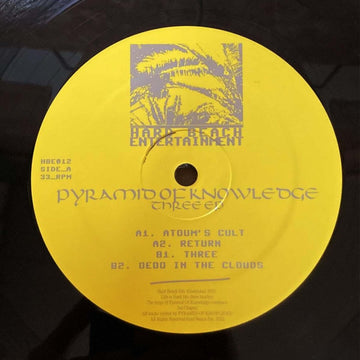 HARD BEACH
ENTERTAINMENT
HBE012
SIDE_A
33_RPM
PYRAMID OF KNOWLEDGE
THREE EP
A1. ATOUM'S CULT
A2. RETURN
B1. THREE
B2. DEDO IN THE CLOUDS